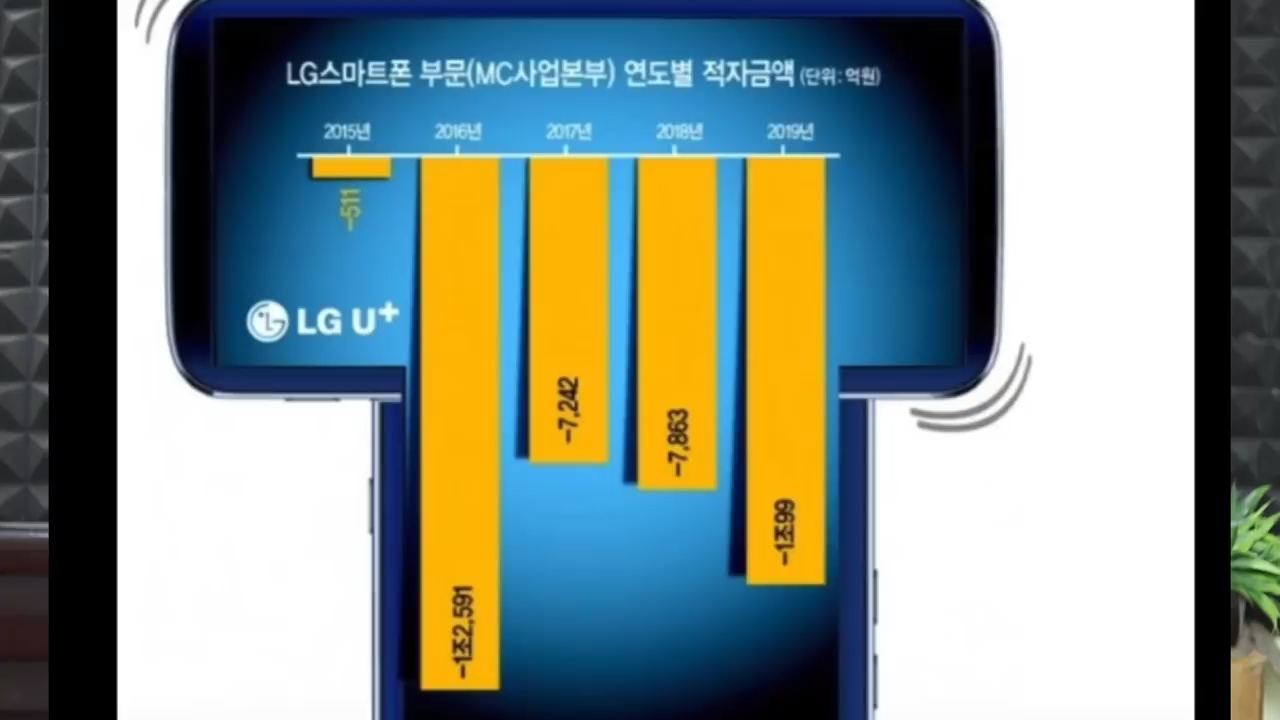 LG스마트폰 부문(MC사업본부) 연도별 적자금액 (단위: 억원)
2015년 2016년 2017년 2018년 2019년
-511
-1조2,591
-7,242
-7,863
-1조99
LG U+